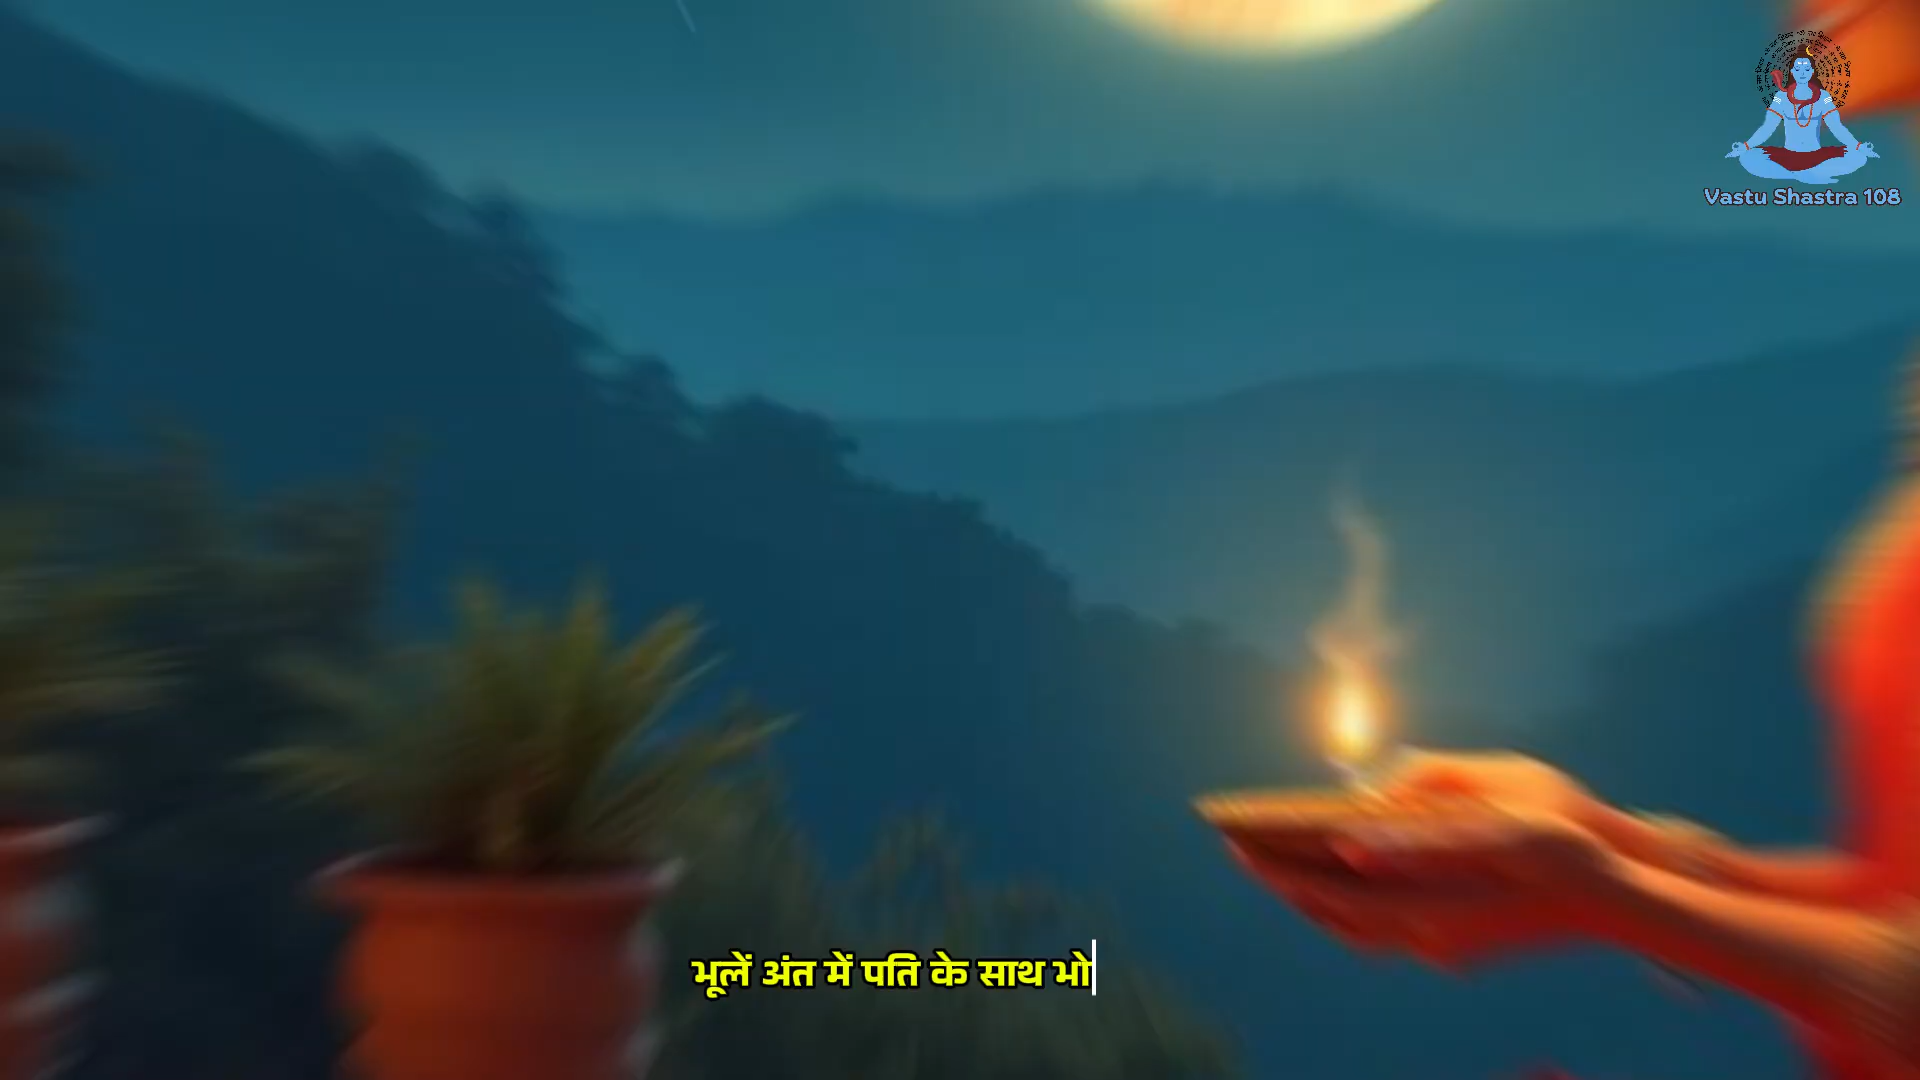 Vastu Shastra 108
भूलें अंत में पति के साथ भो